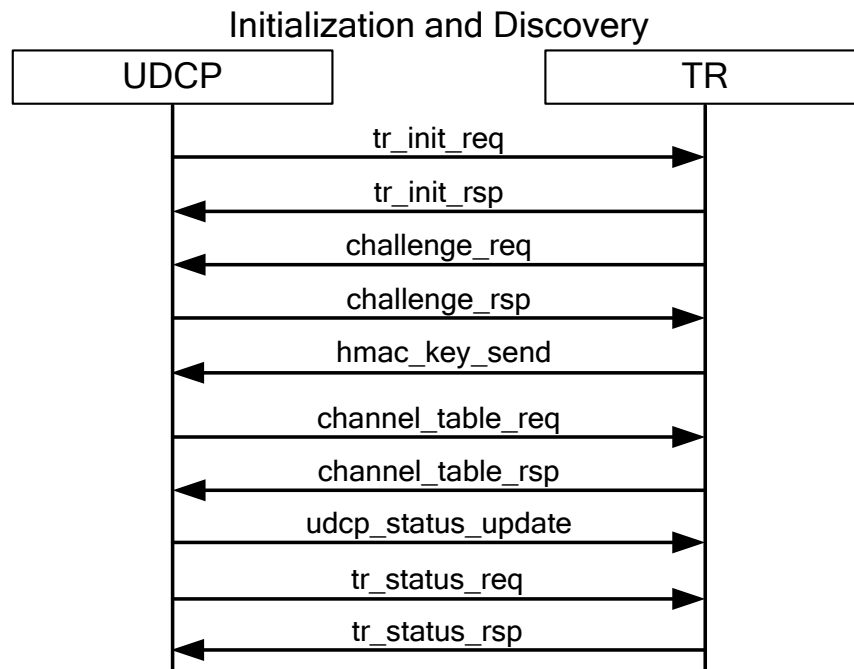 Initialization and Discovery
UDCP TR
tr_init_req
tr_init_rsp
challenge_req
challenge_rsp
hmac_key_send
channel_table_req
channel_table_rsp
udcp_status_update
tr_status_req
tr_status_rsp